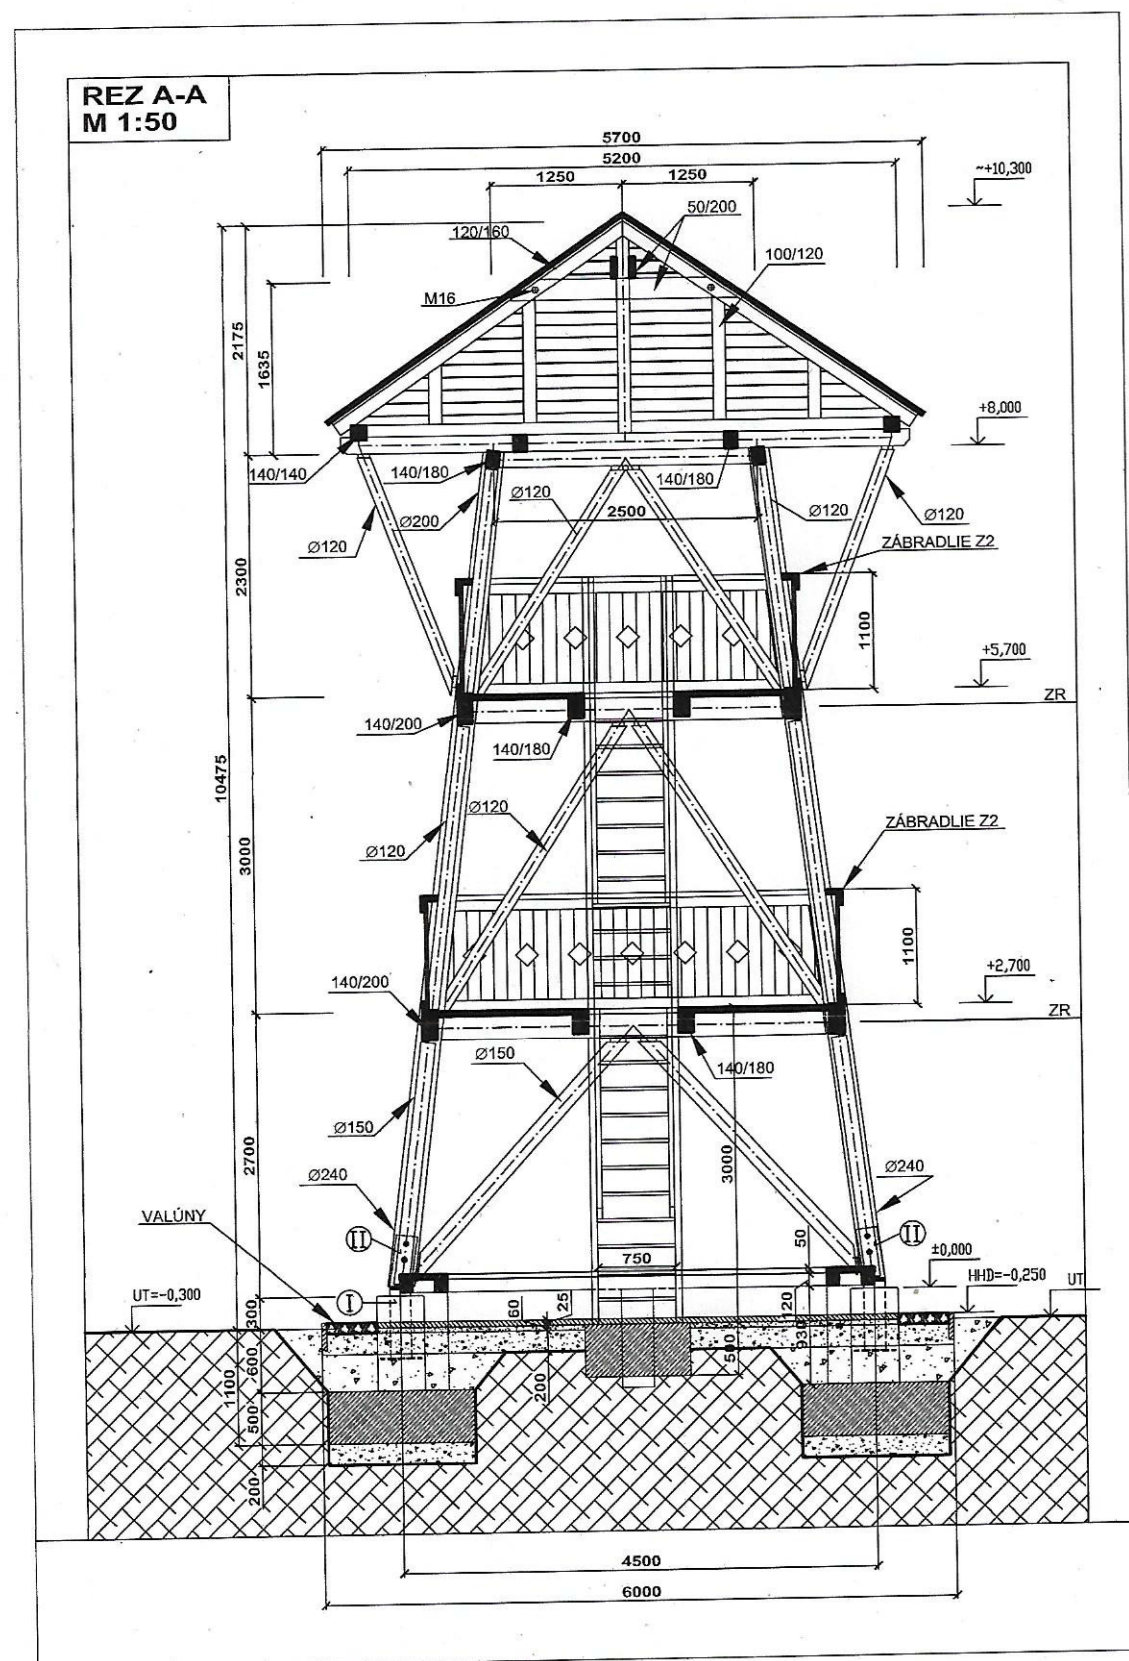 REZ A-A
M 1:50
5700
5200
1250
1250
~+10,300
50/200
120/160
100/120
M16
2175
1635
+8,000
140/140
140/180
140/180
Ø120
Ø200
2500
Ø120
Ø120
Ø120
ZÁBRADLIE Z2
2300
1100
+5,700
ZR
140/200
140/180
10475
Ø120
Ø120
3000
ZÁBRADLIE Z2
1100
140/200
+2,700
ZR
Ø150
140/180
Ø150
2700
3000
Ø240
Ø240
VALÚNY
II
II
750
50
±0,000
UT=-0,300
I
HHD=-0,250
UT
300
60
25
120
930
600
1100
500
200
500
200
4500
6000